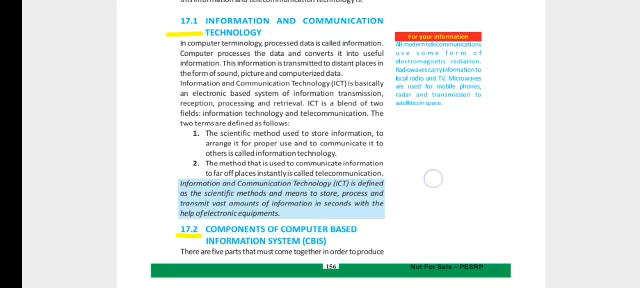 17.1 INFORMATION AND COMMUNICATION
TECHNOLOGY
In computer terminology, processed data is called information.
Computer processes the data and converts it into useful
information. This information is transmitted to distant places in
the form of sound, picture and computerized data.
Information and Communication Technology (ICT) is basically
an electronic based system of information transmission,
reception, processing and retrieval. ICT is a blend of two
fields: information technology and telecommunication. The
two terms are defined as follows:
1. The scientific method used to store information, to
arrange it for proper use and to communicate it to
others is called information technology.
2. The method that is used to communicate information
to far off places instantly is called telecommunication.
Information and Communication Technology (ICT) is defined
as the scientific methods and means to store, process and
transmit vast amounts of information in seconds with the
help of electronic equipments.
17.2 COMPONENTS OF COMPUTER BASED
INFORMATION SYSTEM (CBIS)
There are five parts that must come together in order to produce
For your information
All modern telecommunications
use some form of
electromagnetic radiation.
Radiowaves carry information to
local radio and TV. Microwaves
are used for mobile phones,
radar and transmission to
satellites in space.
156
Not For Sale – PESRP